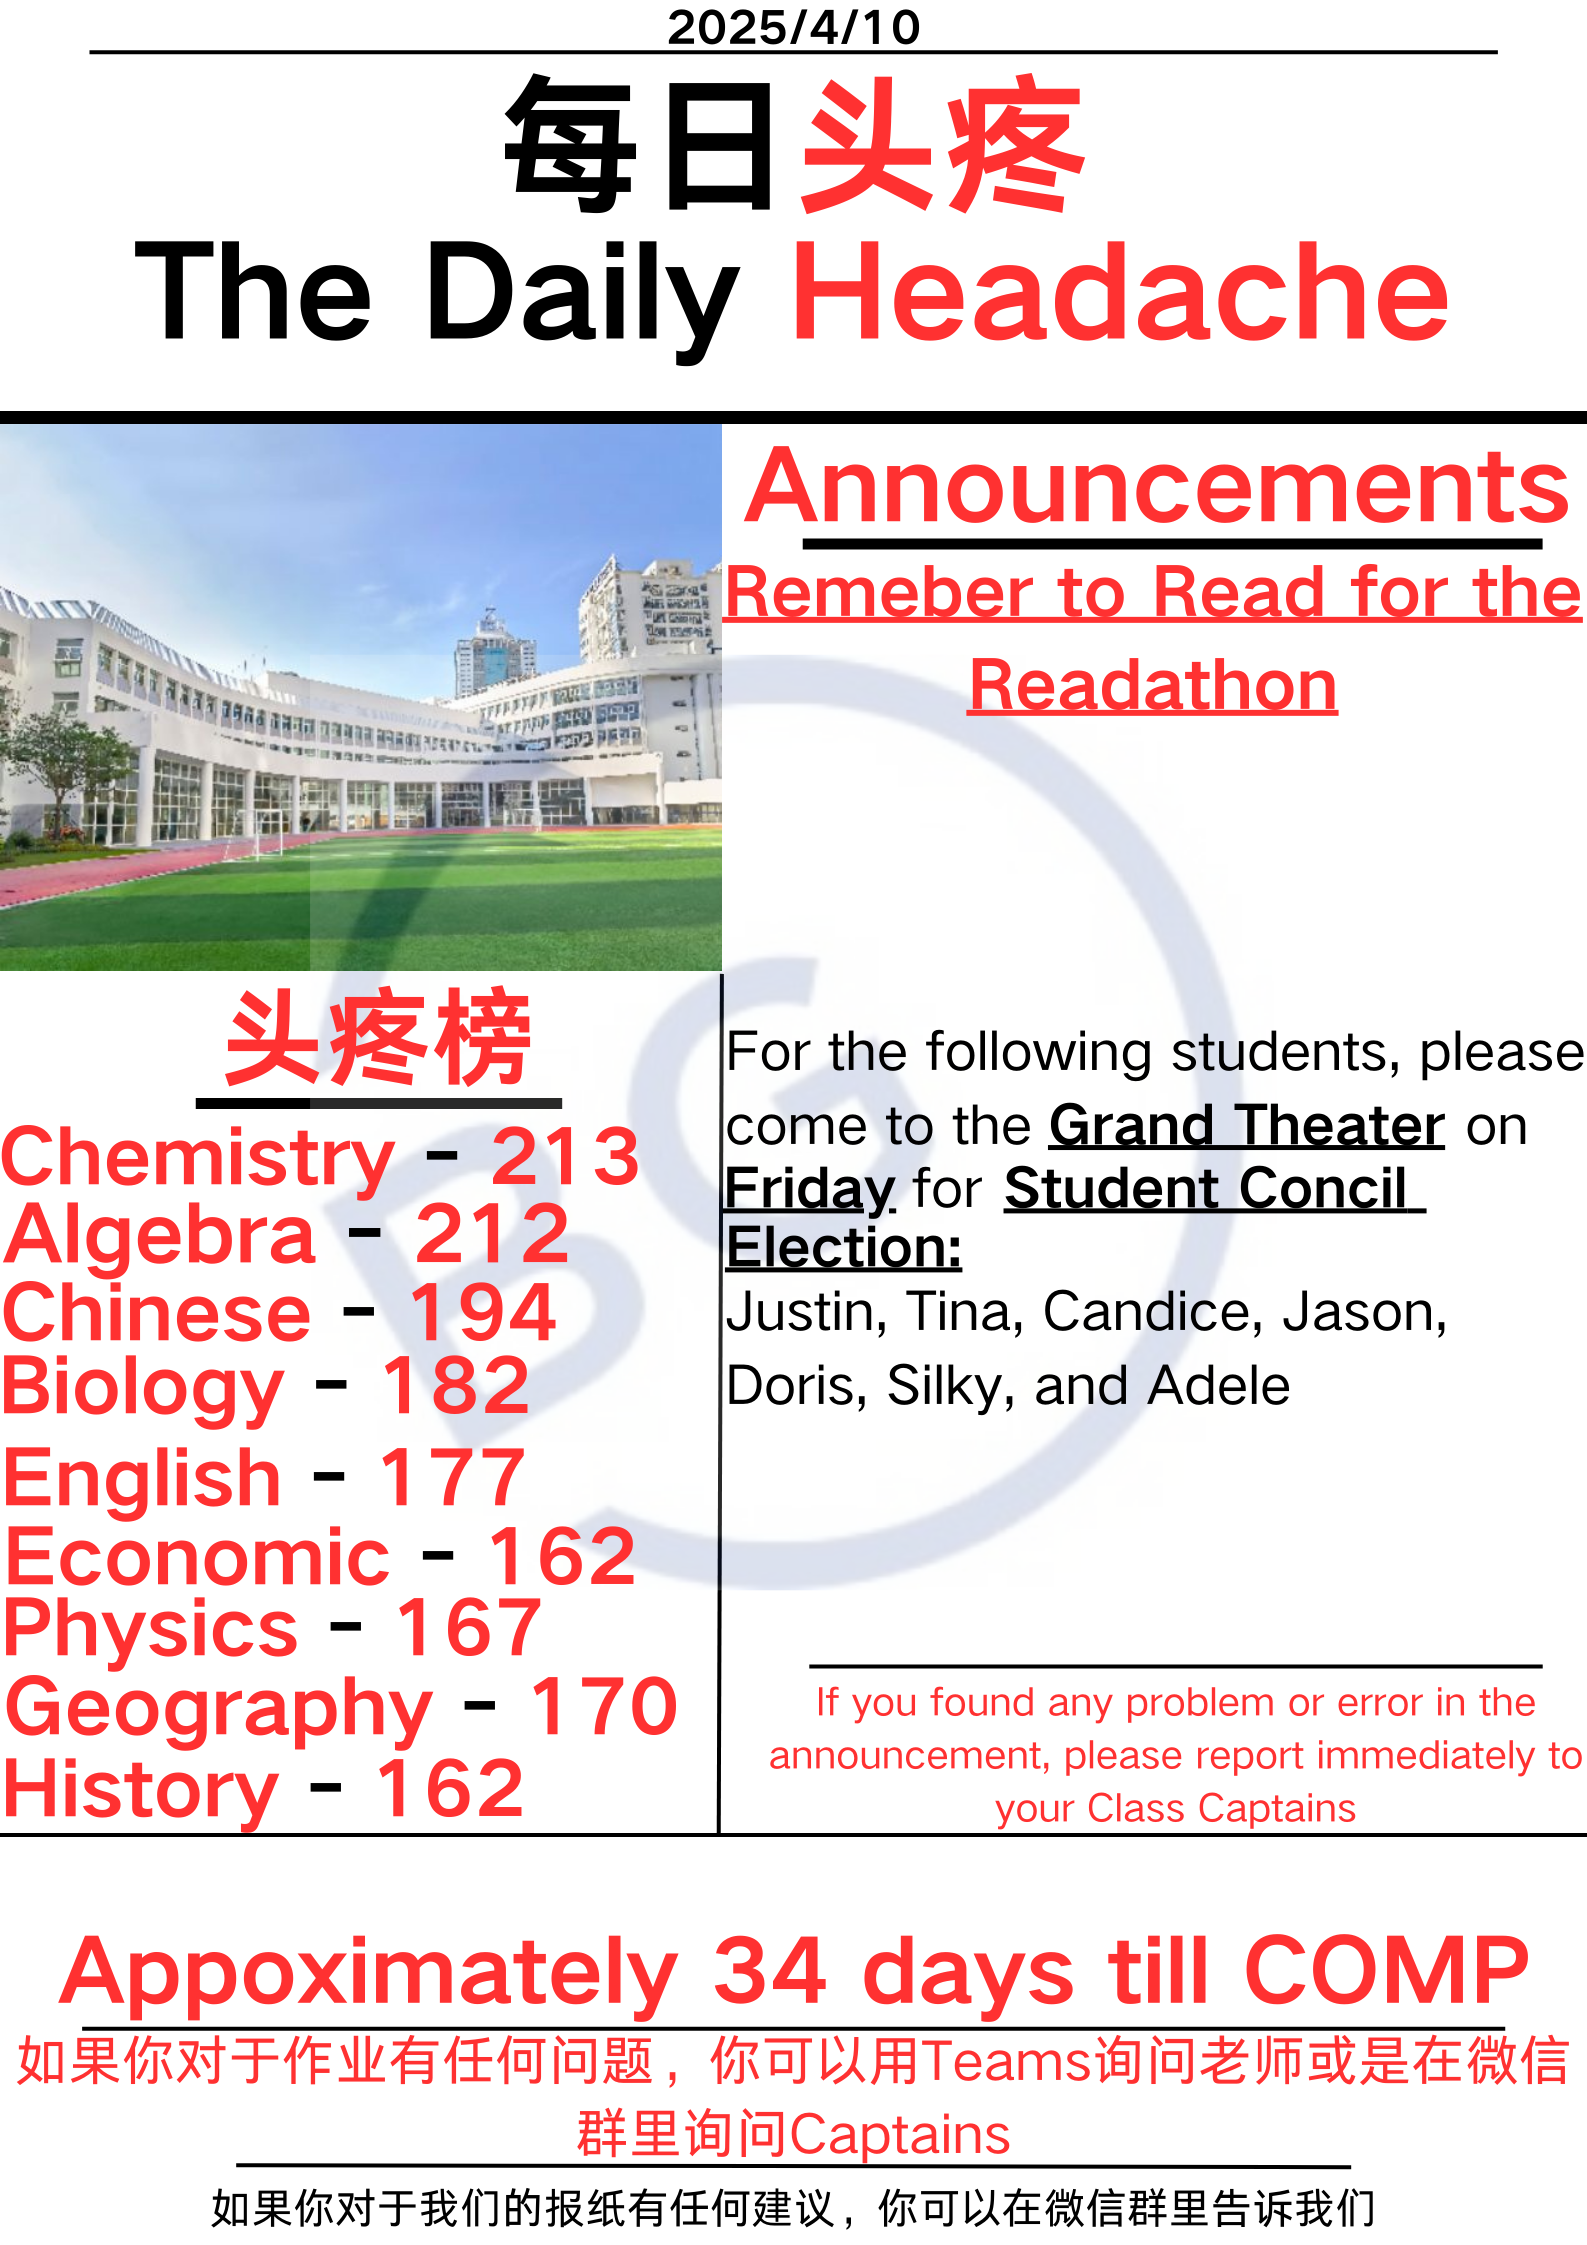 2025/4/10
每日头疼
The Daily Headache
Announcements
Remeber to Read for the
Readathon
头疼榜
Chemistry - 213
Algebra - 212
Chinese - 194
Biology - 182
English - 177
Economic - 162
Physics - 167
Geography - 170
History - 162
For the following students, please
come to the Grand Theater on
Friday for Student Concil
Election:
Justin, Tina, Candice, Jason,
Doris, Silky, and Adele
If you found any problem or error in the
announcement, please report immediately to
your Class Captains
Appoximately 34 days till COMP
如果你对于作业有任何问题，你可以用Teams询问老师或是在微信
群里询问Captains
如果你对于我们的报纸有任何建议，你可以在微信群里告诉我们
BG